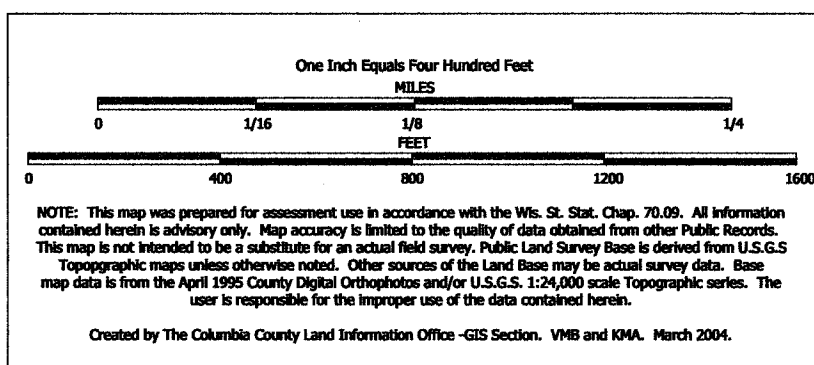 One Inch Equals Four Hundred Feet
MILES
0 1/16 1/8 1/4
FEET
0 400 800 1200 1600
NOTE: This map was prepared for assessment use in accordance with the Wis. St. Stat. Chap. 70.09. All information
contained herein is advisory only. Map accuracy is limited to the quality of data obtained from other Public Records.
This map is not intended to be a substitute for an actual field survey. Public Land Survey Base is derived from U.S.G.S
Topopgraphic maps unless otherwise noted. Other sources of the Land Base may be actual survey data. Base
map data is from the April 1995 County Digital Orthophotos and/or U.S.G.S. 1:24,000 scale Topographic series. The
user is responsible for the improper use of the data contained herein.
Created by The Columbia County Land Information Office -GIS Section. VMB and KMA. March 2004.